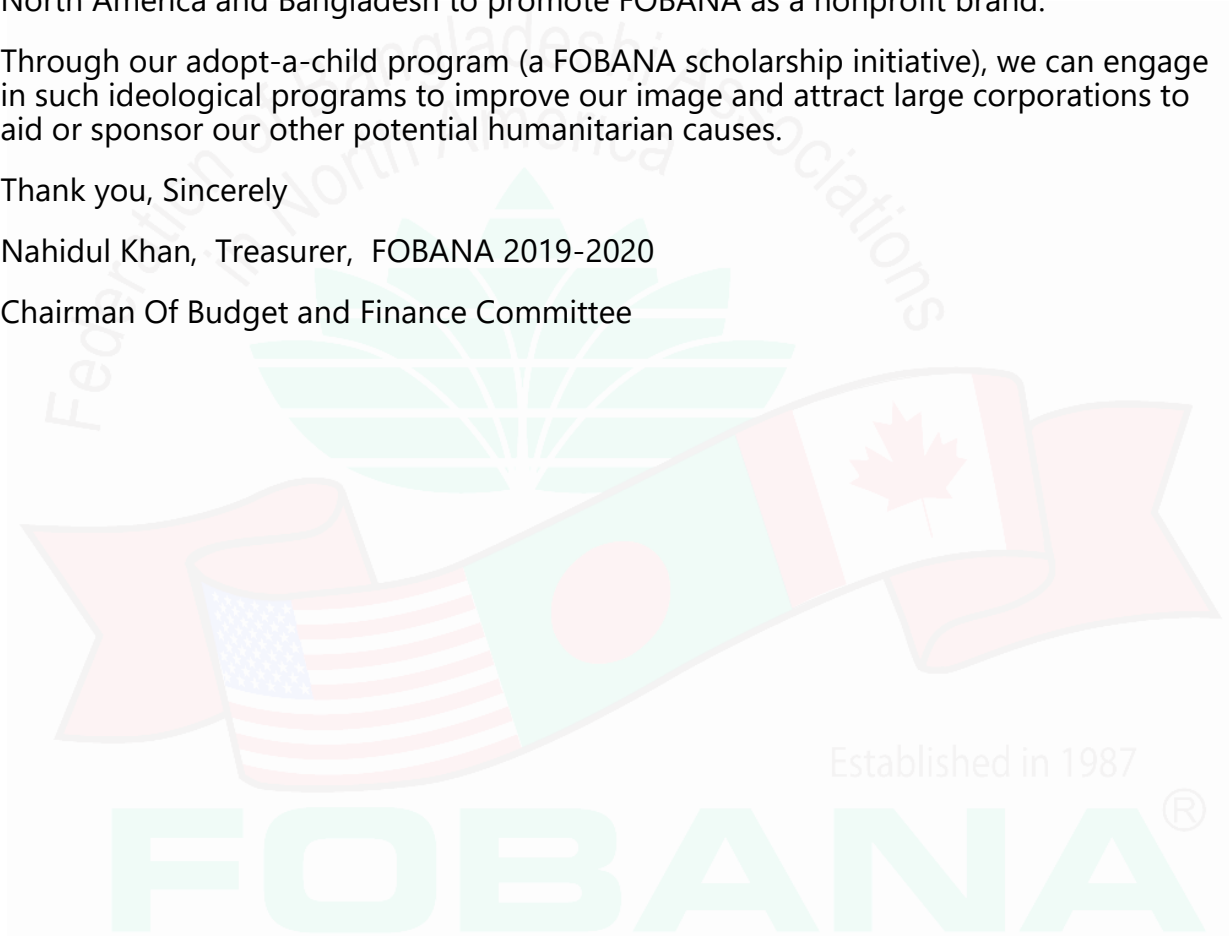 North America and Bangladesh to promote FOBANA as a nonprofit brand.
Through our adopt-a-child program (a FOBANA scholarship initiative), we can engage
in such ideological programs to improve our image and attract large corporations to
aid or sponsor our other potential humanitarian causes.
Thank you, Sincerely
Nahidul Khan,  Treasurer,  FOBANA 2019-2020
Chairman Of Budget and Finance Committee
Federation of Bangladeshi Associations
in North America
Established in 1987
FOBANA®